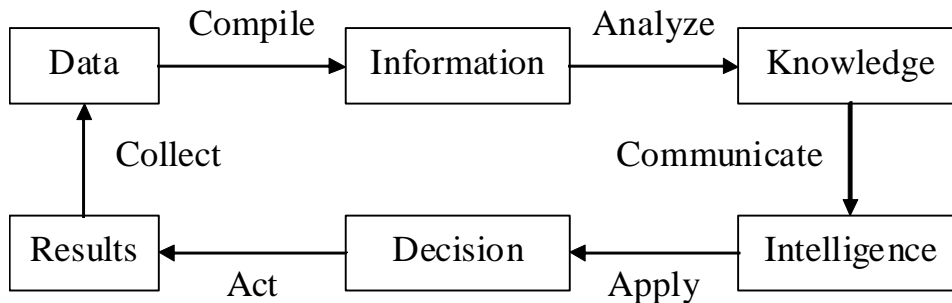 Compile
Analyze
Data
Information
Knowledge
Collect
Communicate
Results
Decision
Intelligence
Act
Apply